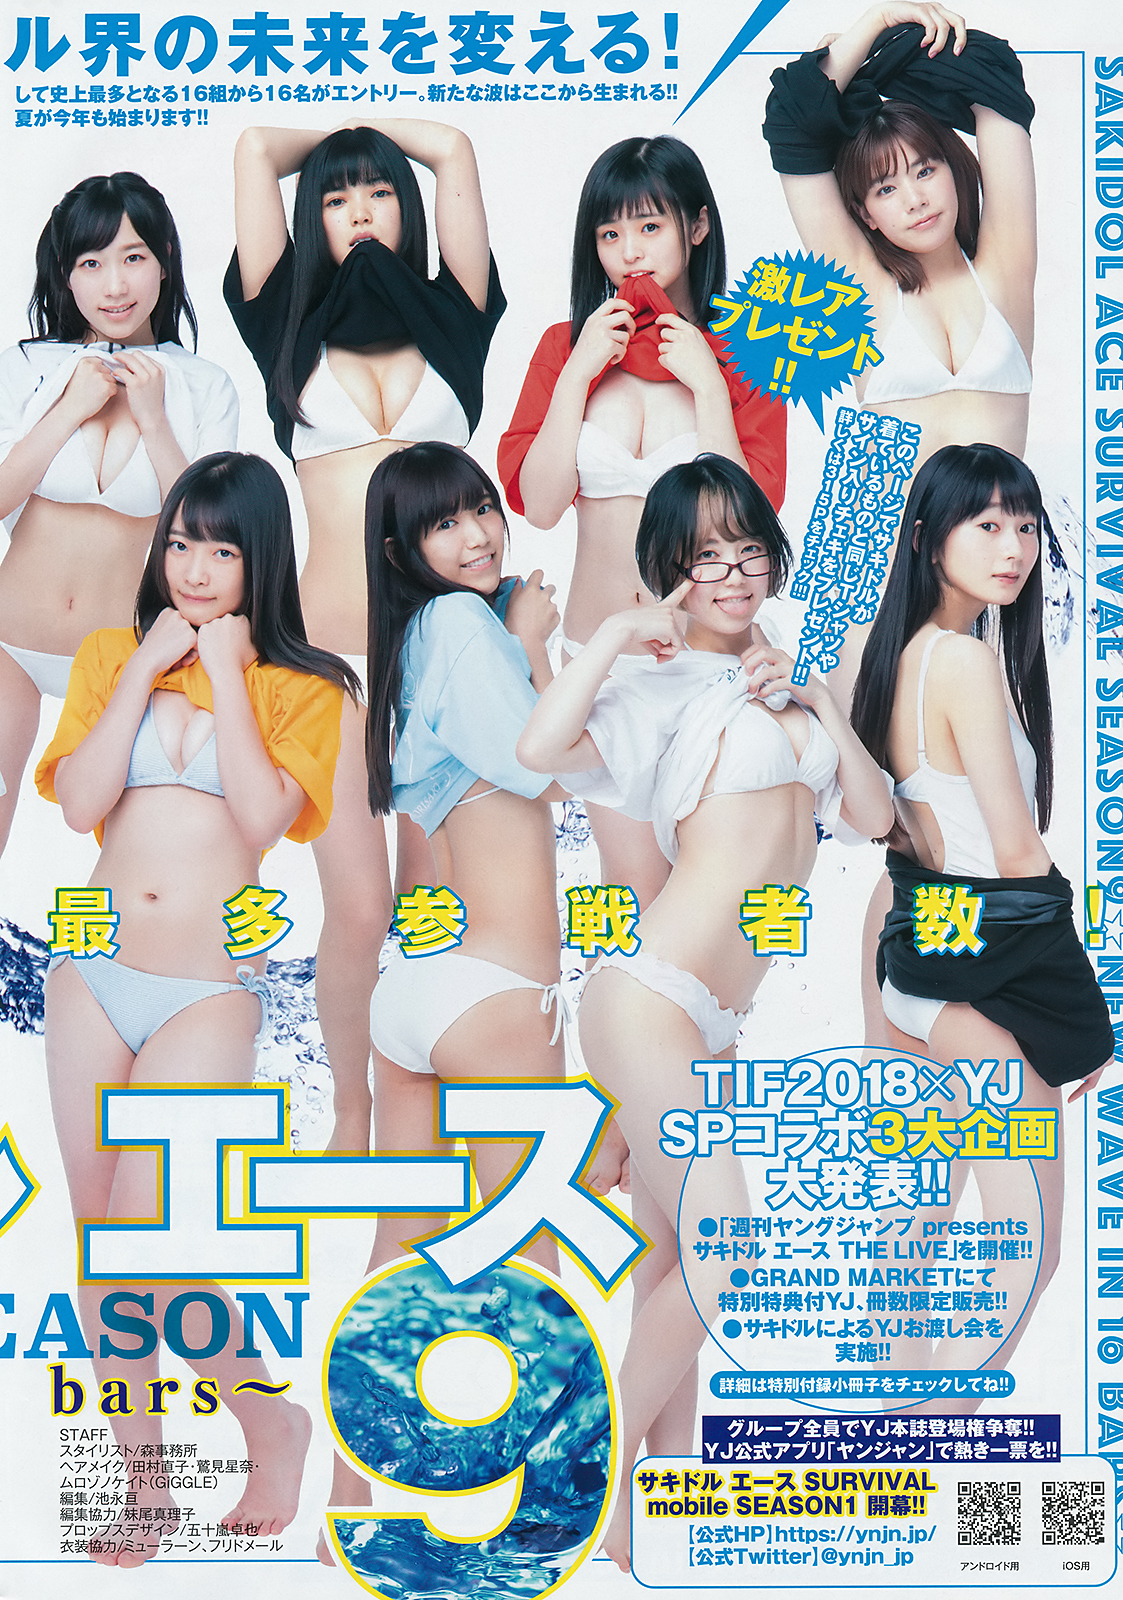 ル界の未来を変える!
して史上最多となる16組から16名がエントリー。新たな波はここから生まれる!!
夏が今年も始まります!!
激レア
プレゼント
!!
このページでサキドルが
着ているものと同じTシャツや
サイン入りチェキをプレゼント!!
詳しくは315Pをチェック!!!
SAKIDOL ACE SURVIVAL SEASON9☆☆NEW WAVE IN 16 BARS
最多参戦者数!
エース
EASON
9
bars～
TIF2018×YJ
SPコラボ3大企画
大発表!!
●「週刊ヤングジャンプ presents
サキドル エース THE LIVE」を開催!!
●GRAND MARKETにて
特別特典付YJ、冊数限定販売!!
●サキドルによるYJお渡し会を
実施!!
詳細は特別付録小冊子をチェックしてね!!
STAFF
スタイリスト/森事務所
ヘアメイク/田村直子・鷲見星奈・
ムロゾノケイト(GiGGLE)
編集/池永亘
編集協力/妹尾真理子
プロップスデザイン/五十嵐卓也
衣装協力/ミューラーン、フリドメール
グループ全員でYJ本誌登場権争奪!!
YJ公式アプリ「ヤンジャン」で熱き一票を!!
サキドル エース SURVIVAL
mobile SEASON1 開幕!!
【公式HP】https://ynjn.jp/
【公式Twitter】@ynjn_jp
アンドロイド用
iOS用